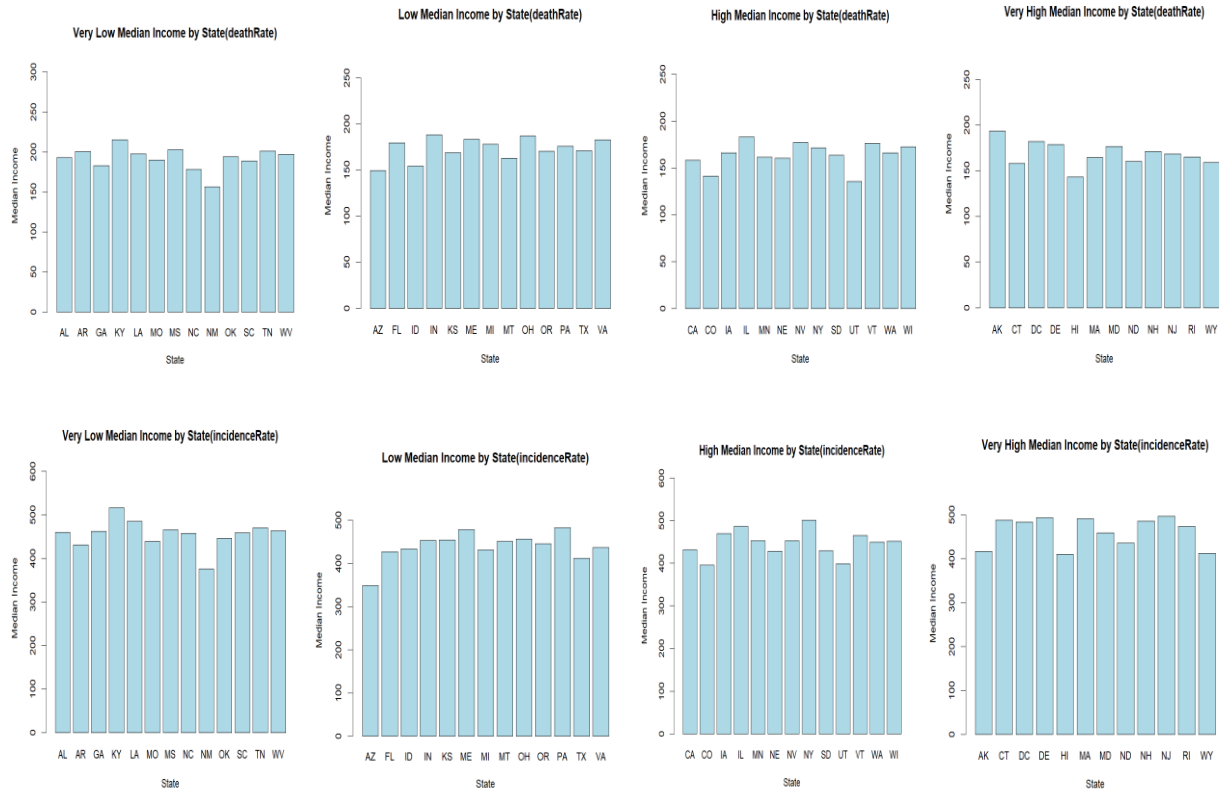 Very Low Median Income by State(deathRate)
Median Income
300
250
200
150
100
50
0
AL AR GA KY LA MO MS NC NM OK SC TN WV
State
Low Median Income by State(deathRate)
Median Income
250
200
150
100
50
0
AZ FL ID IN KS ME MI MT OH OR PA TX VA
State
High Median Income by State(deathRate)
Median Income
250
200
150
100
50
0
CA CO IA IL MN NE NV NY SD UT VT WA WI
State
Very High Median Income by State(deathRate)
Median Income
250
200
150
100
50
0
AK CT DC DE HI MA MD ND NH NJ RI WY
State
Very Low Median Income by State(incidenceRate)
Median Income
600
500
400
300
200
100
0
AL AR GA KY LA MO MS NC NM OK SC TN WV
State
Low Median Income by State(incidenceRate)
Median Income
500
400
300
200
100
0
AZ FL ID IN KS ME MI MT OH OR PA TX VA
State
High Median Income by State(incidenceRate)
Median Income
600
500
400
300
200
100
0
CA CO IA IL MN NE NV NY SD UT VT WA WI
State
Very High Median Income by State(incidenceRate)
Median Income
500
400
300
200
100
0
AK CT DC DE HI MA MD ND NH NJ RI WY
State